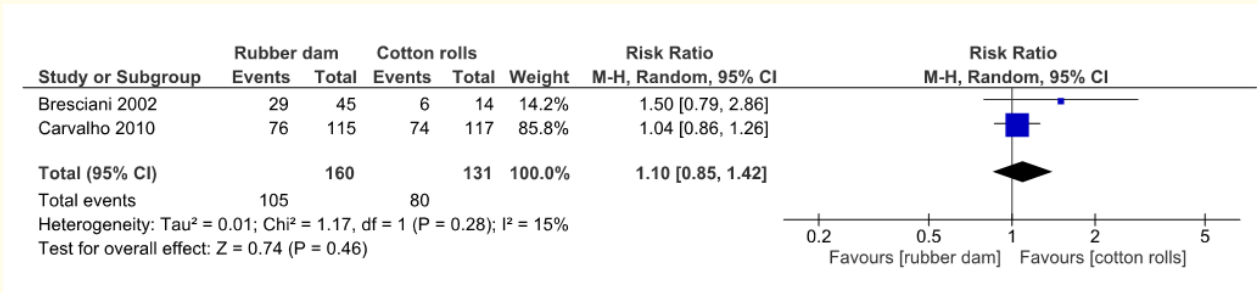 Rubber dam Cotton rolls Risk Ratio Risk Ratio
Study or Subgroup Events Total Events Total Weight M-H, Random, 95% CI M-H, Random, 95% CI
Bresciani 2002 29 45 6 14 14.2% 1.50 [0.79, 2.86]
Carvalho 2010 76 115 74 117 85.8% 1.04 [0.86, 1.26]
Total (95% CI) 160 131 100.0% 1.10 [0.85, 1.42]
Total events 105 80
Heterogeneity: Tau² = 0.01; Chi² = 1.17, df = 1 (P = 0.28); I² = 15%
Test for overall effect: Z = 0.74 (P = 0.46)
0.2 0.5 1 2 5
Favours [rubber dam] Favours [cotton rolls]